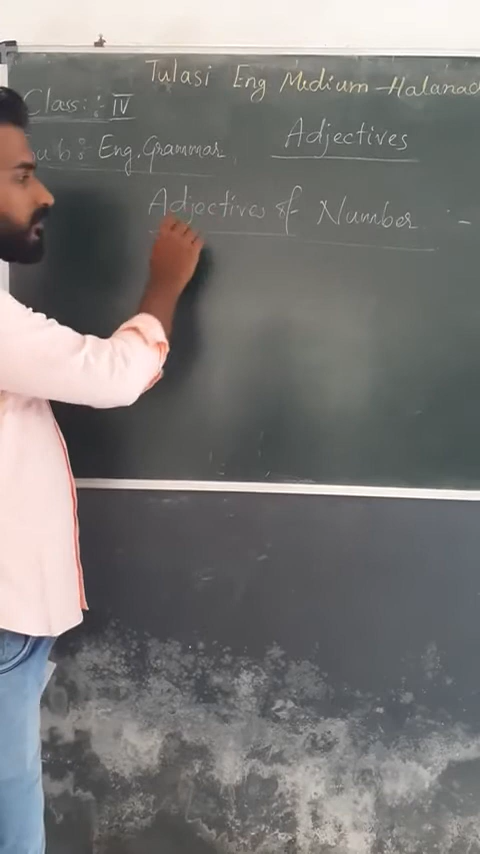 Tulasi Eng Medium - Halanad
Class: - IV
Sub: Eng. Grammar
Adjectives
Adjectives of Number :-